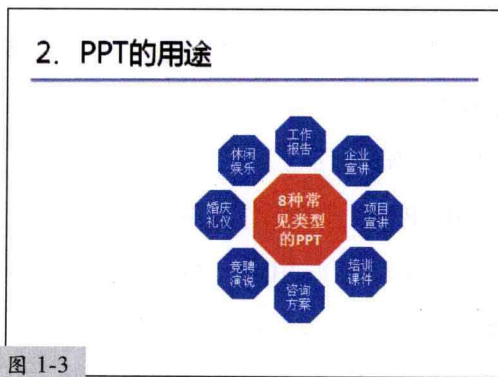 2. PPT的用途
工作
报告
企业
宣讲
项目
宣讲
培训
课件
咨询
方案
竞聘
演说
婚庆
礼仪
休闲
娱乐
8种常
见类型
的PPT
图 1-3